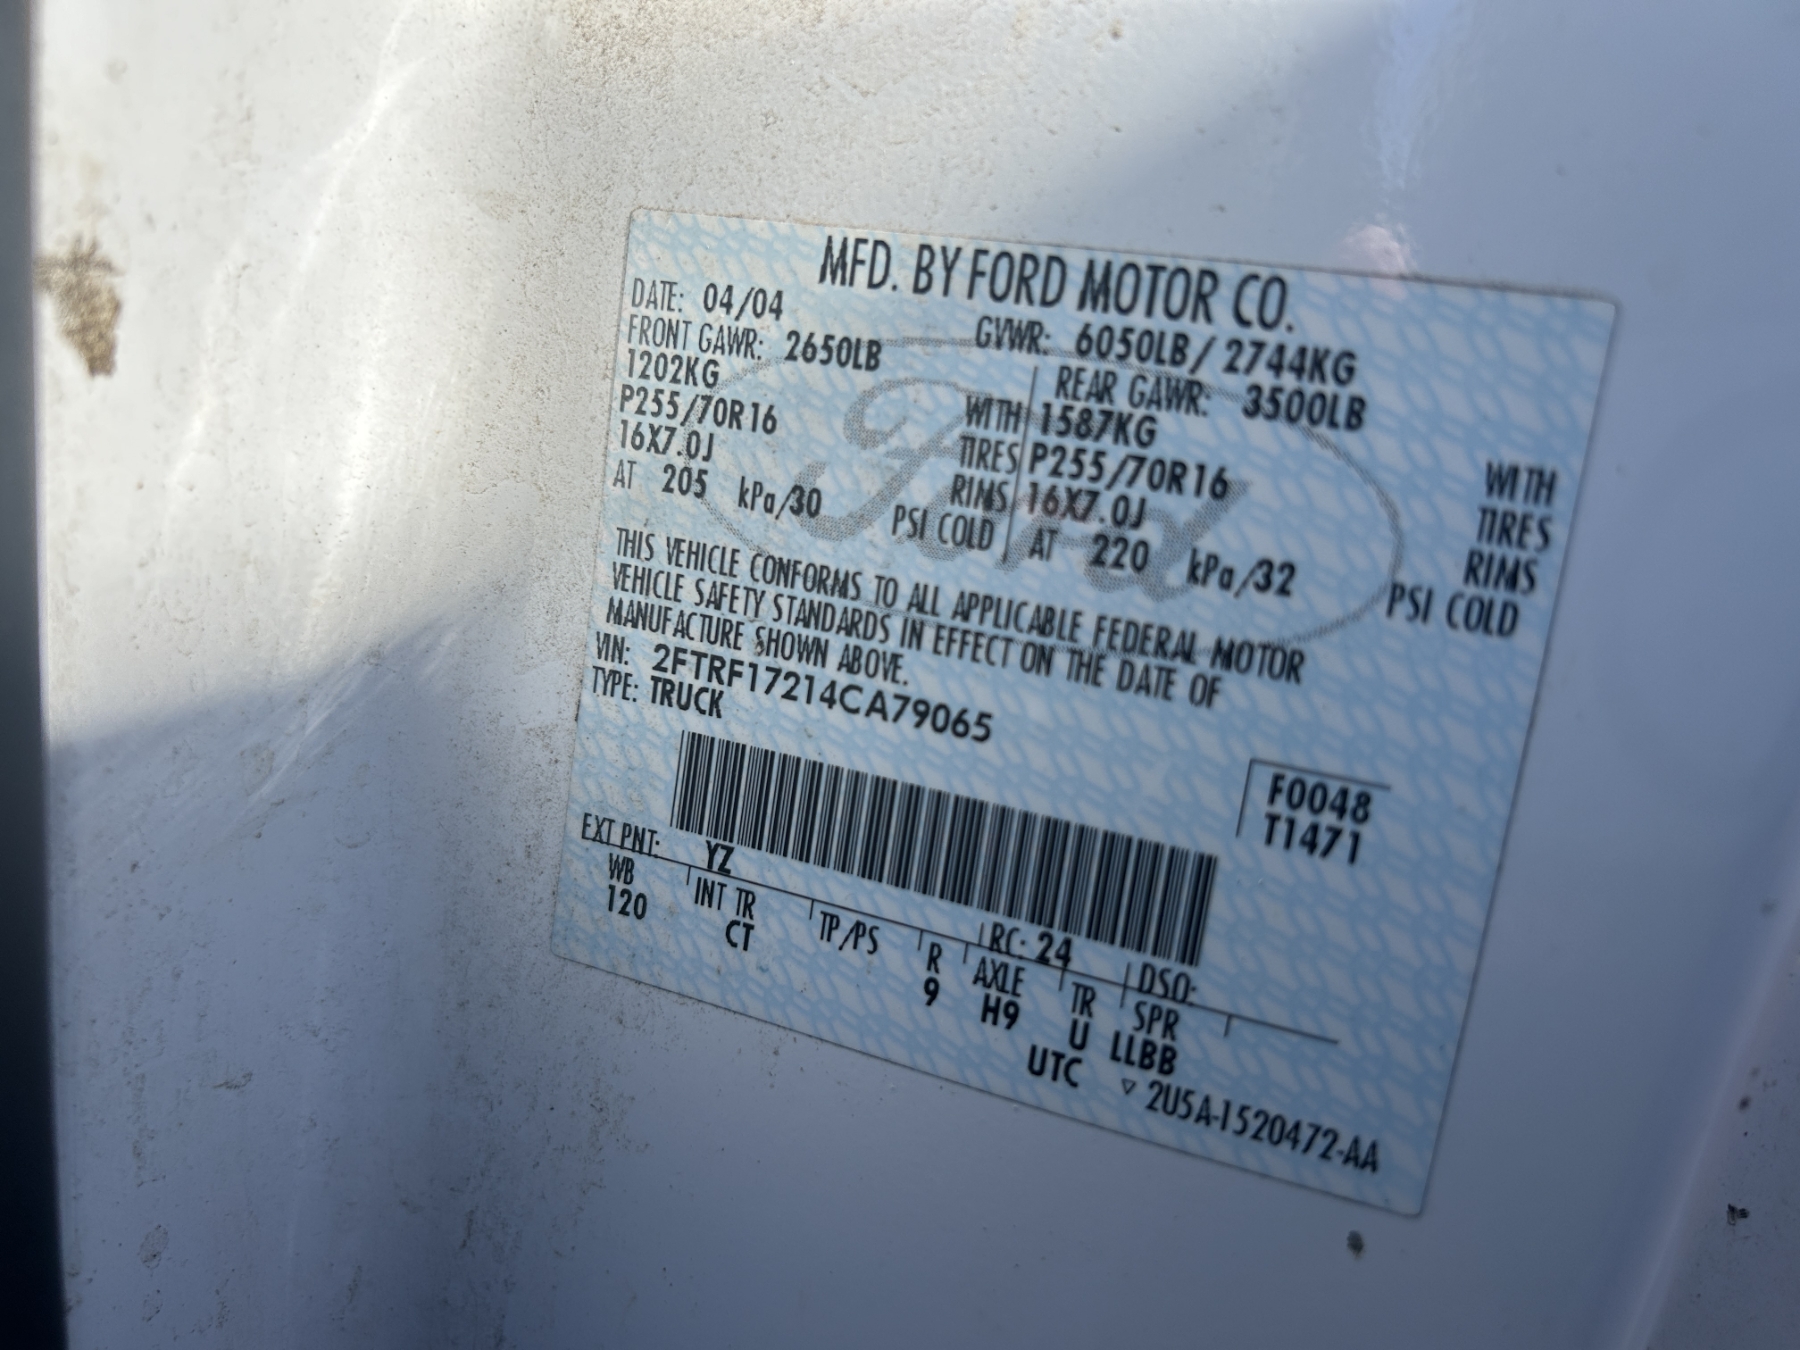 MFD. BY FORD MOTOR CO.
DATE: 04/04 GVWR: 6050LB / 2744KG
FRONT GAWR: 2650LB REAR GAWR: 3500LB
1202KG WITH 1587KG WITH
P255/70R16 TIRES P255/70R16 TIRES
16X7.0J RIMS 16X7.0J RIMS
AT 205 kPa/30 PSI COLD AT 220 kPa/32 PSI COLD
Ford
THIS VEHICLE CONFORMS TO ALL APPLICABLE FEDERAL MOTOR
VEHICLE SAFETY STANDARDS IN EFFECT ON THE DATE OF
MANUFACTURE SHOWN ABOVE.
VIN: 2FTRF17214CA79065
TYPE: TRUCK
F0048
T1471
EXT PNT: YZ RC: 24 DSO:
WB INT TR TP/PS R AXLE TR SPR
120 CT 9 H9 U LLBB
UTC ▽ 2U5A-1520472-AA